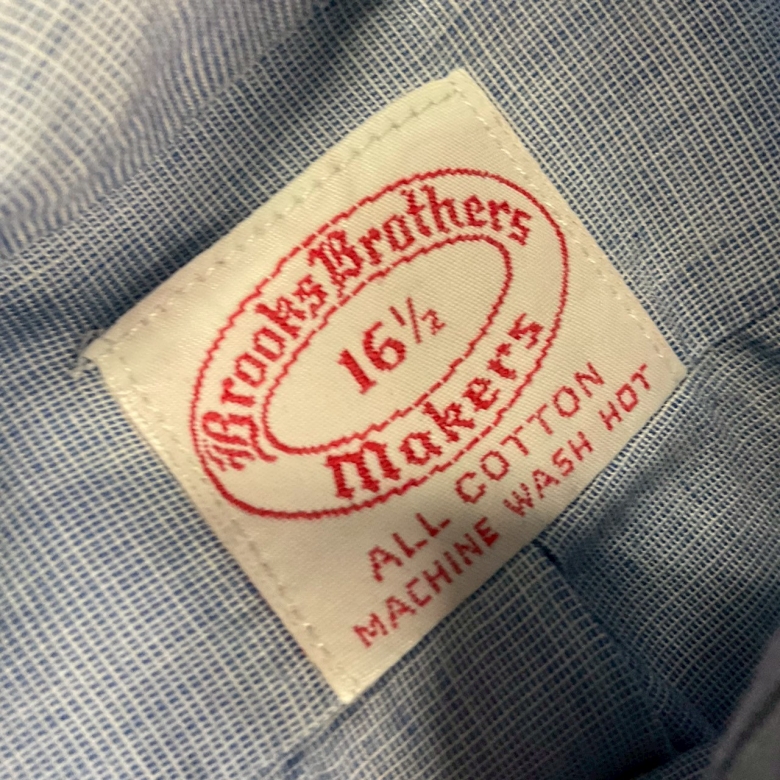 Brooks Brothers
16½
Makers
ALL COTTON
MACHINE WASH HOT